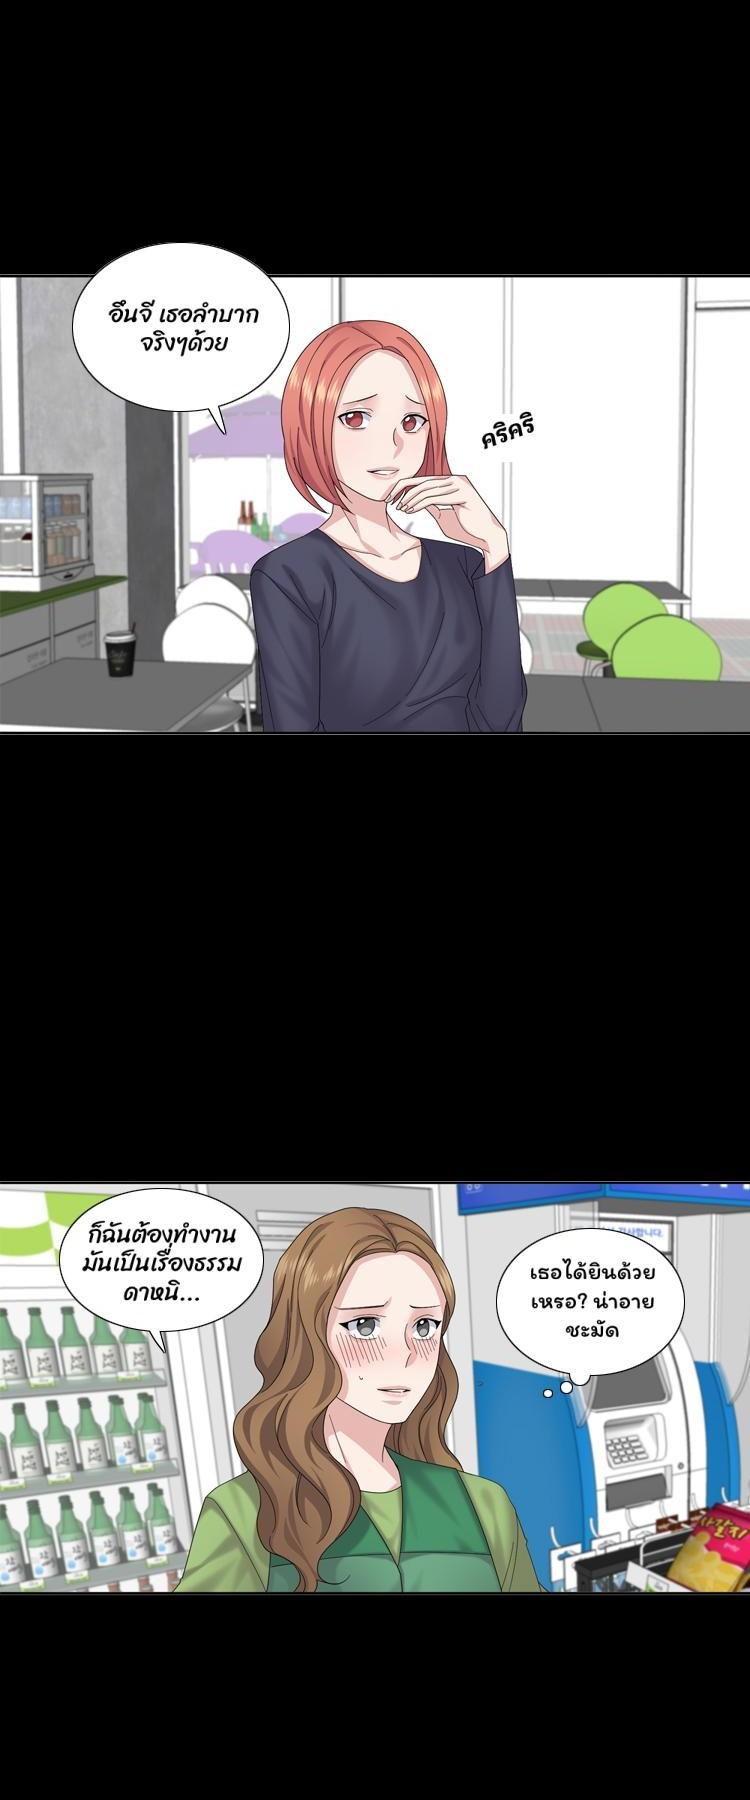 อึนจี เธอลำบาก
จริงๆด้วย
คริคริ
ก็ฉันต้องทำงาน
มันเป็นเรื่องธรรม
ดาหนิ...
เธอได้ยินด้วย
เหรอ? น่าอาย
ชะมัด